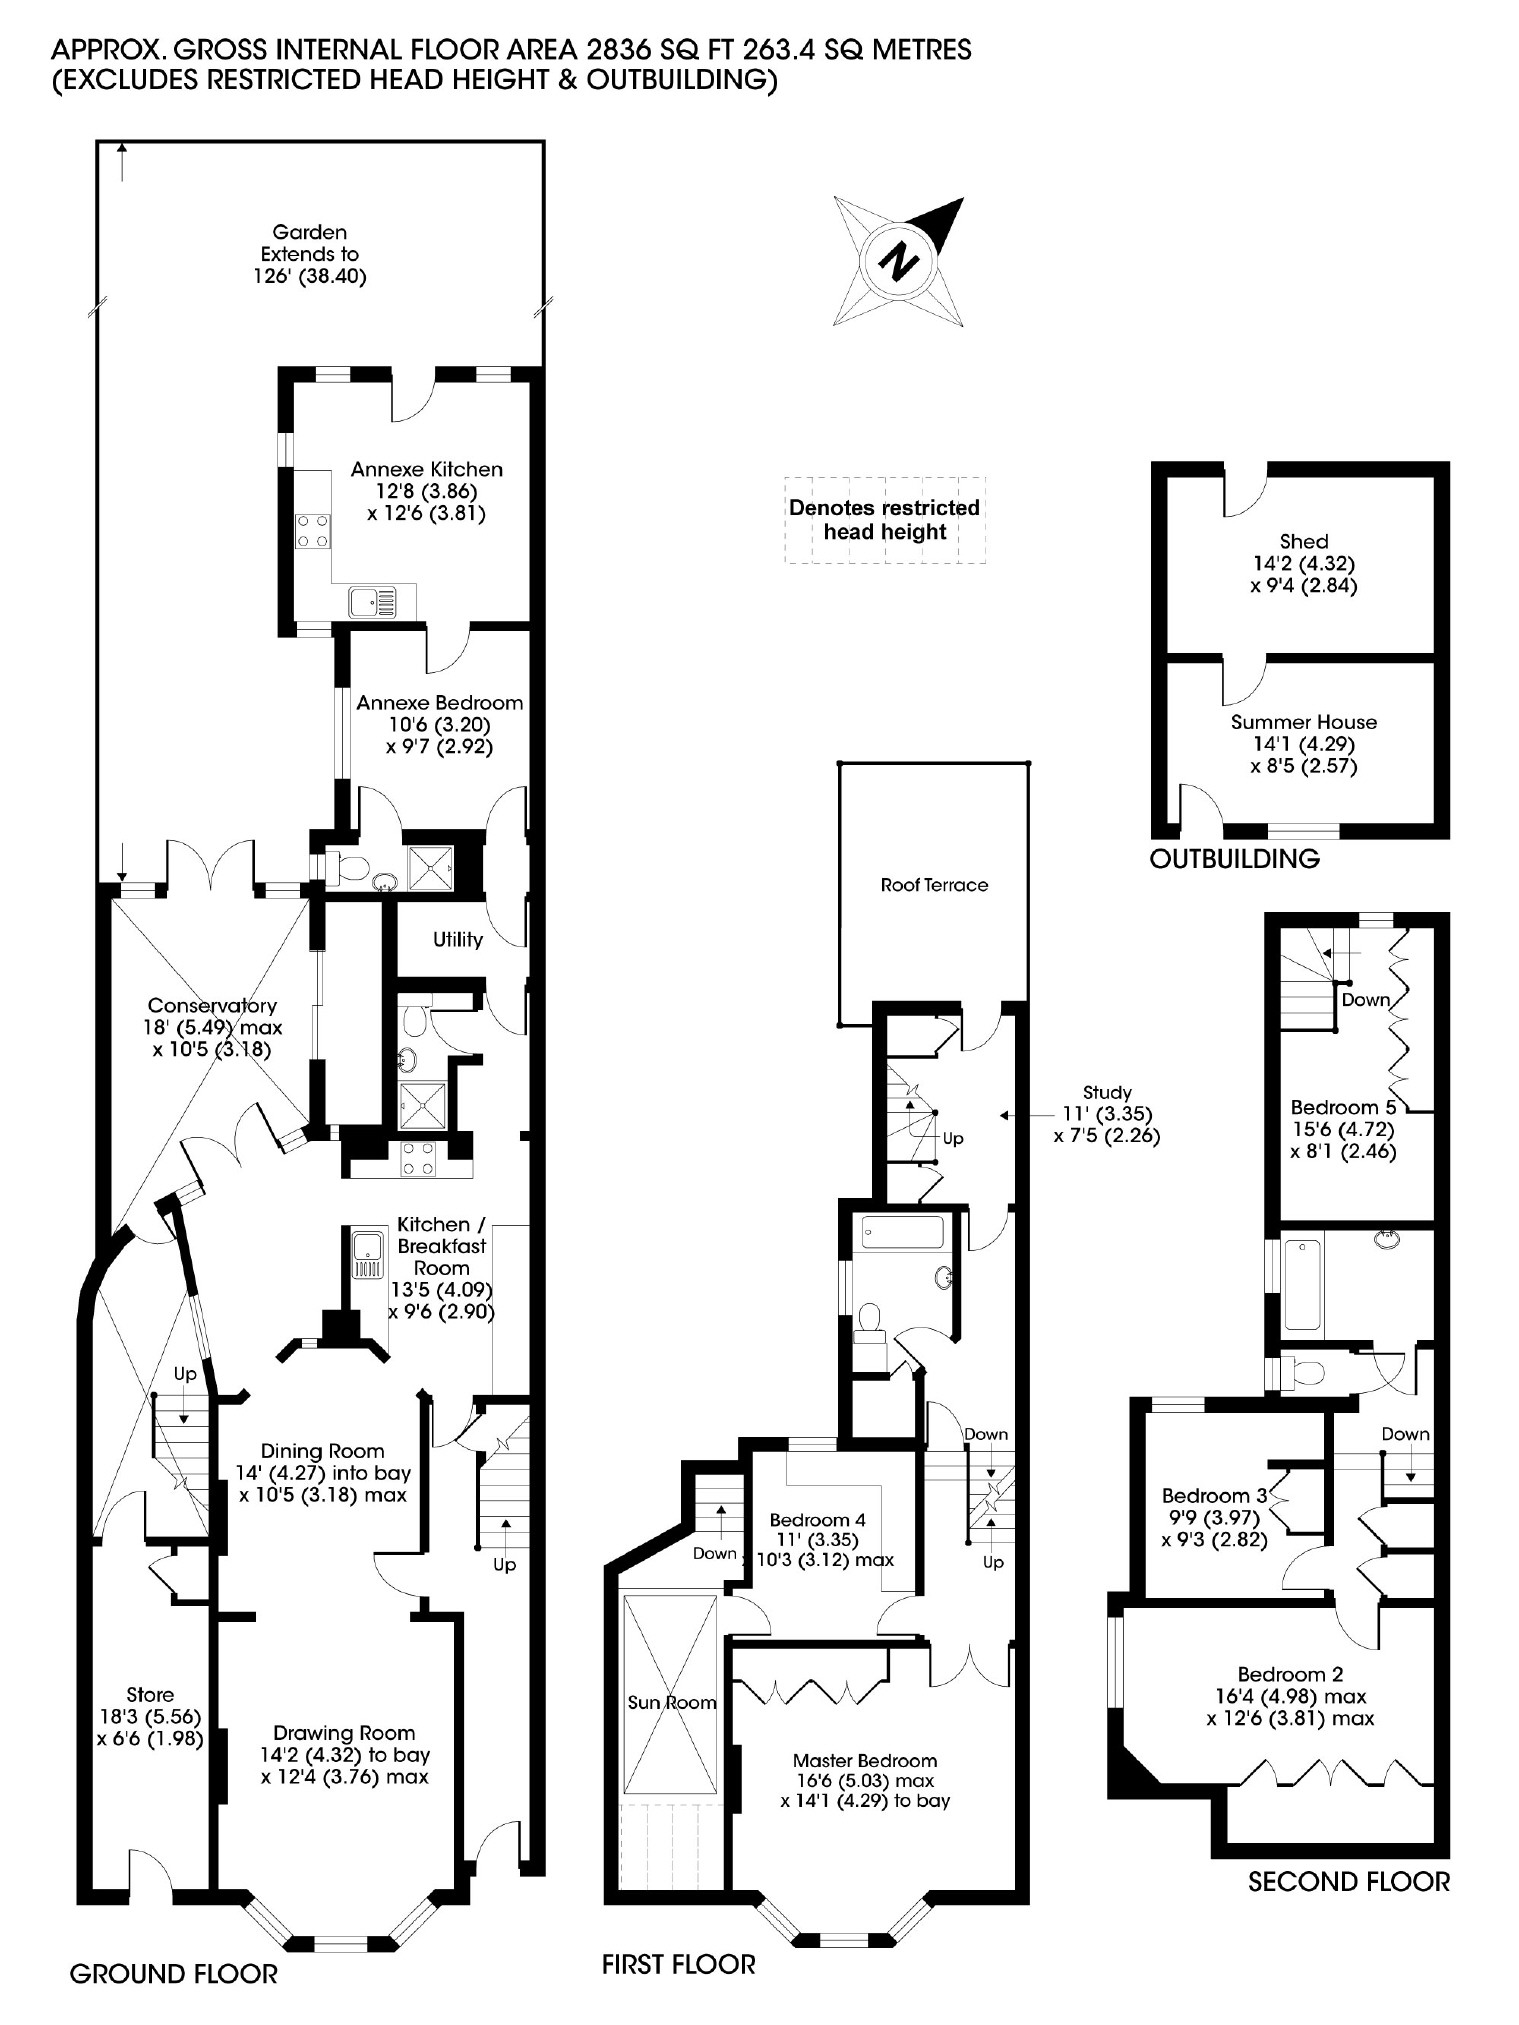 APPROX. GROSS INTERNAL FLOOR AREA 2836 SQ FT 263.4 SQ METRES
(EXCLUDES RESTRICTED HEAD HEIGHT & OUTBUILDING)
Garden
Extends to
126' (38.40)
N
Annexe Kitchen
12'8 (3.86)
x 12'6 (3.81)
Denotes restricted
head height
Shed
14'2 (4.32)
x 9'4 (2.84)
Annexe Bedroom
10'6 (3.20)
x 9'7 (2.92)
Summer House
14'1 (4.29)
x 8'5 (2.57)
OUTBUILDING
Roof Terrace
Utility
Conservatory
18' (5.49) max
x 10'5 (3.18)
Down
Study
11' (3.35)
x 7'5 (2.26)
Up
Bedroom 5
15'6 (4.72)
x 8'1 (2.46)
Kitchen /
Breakfast
Room
13'5 (4.09)
x 9'6 (2.90)
Up
Dining Room
14' (4.27) into bay
x 10'5 (3.18) max
Up
Down
Down
Bedroom 4
11' (3.35)
x 10'3 (3.12) max
Down
Up
Bedroom 3
9'9 (3.97)
x 9'3 (2.82)
Store
18'3 (5.56)
x 6'6 (1.98)
Drawing Room
14'2 (4.32) to bay
x 12'4 (3.76) max
Sun Room
Master Bedroom
16'6 (5.03) max
x 14'1 (4.29) to bay
Bedroom 2
16'4 (4.98) max
x 12'6 (3.81) max
SECOND FLOOR
GROUND FLOOR
FIRST FLOOR